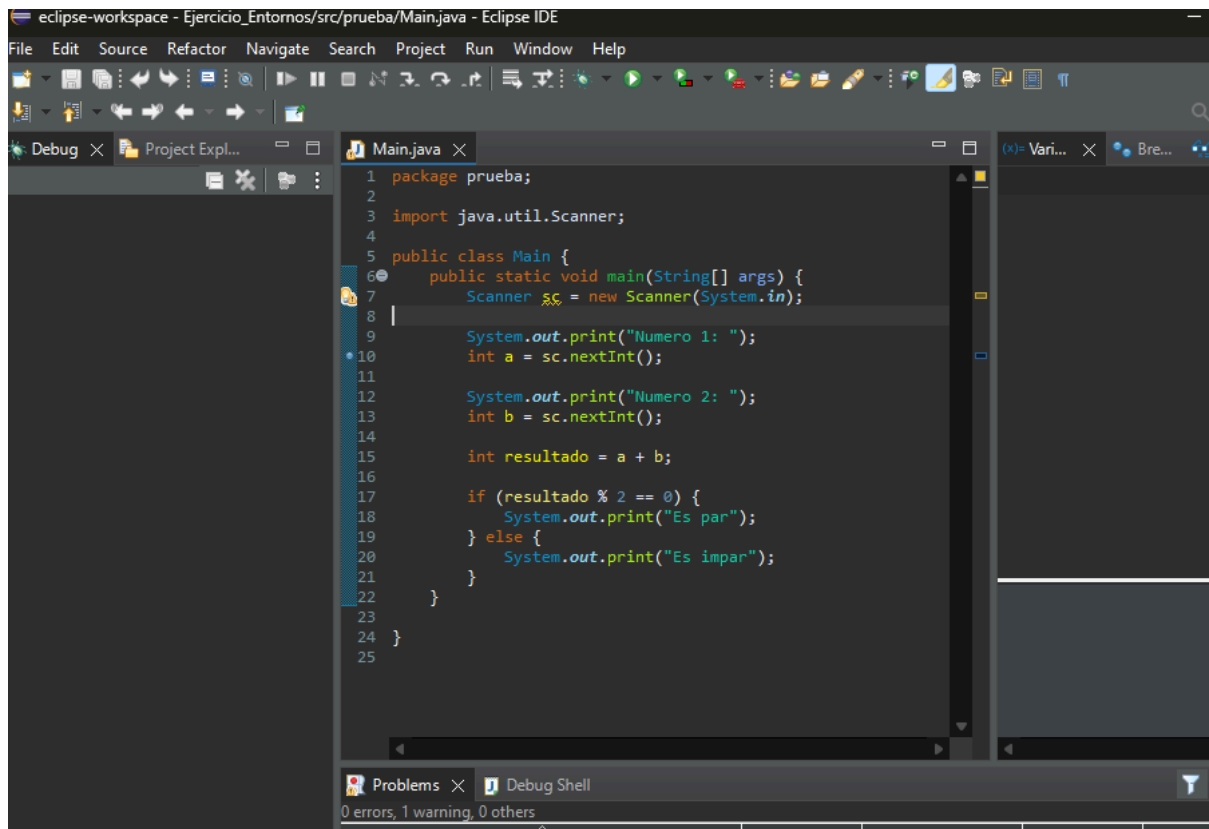 eclipse-workspace - Ejercicio_Entornos/src/prueba/Main.java - Eclipse IDE
File Edit Source Refactor Navigate Search Project Run Window Help
Debug Project Expl... Main.java (x)= Vari... Bre...
1 package prueba;
2
3 import java.util.Scanner;
4
5 public class Main {
6 public static void main(String[] args) {
7 Scanner sc = new Scanner(System.in);
8
9 System.out.print("Numero 1: ");
10 int a = sc.nextInt();
11
12 System.out.print("Numero 2: ");
13 int b = sc.nextInt();
14
15 int resultado = a + b;
16
17 if (resultado % 2 == 0) {
18 System.out.print("Es par");
19 } else {
20 System.out.print("Es impar");
21 }
22 }
23
24 }
25
Problems Debug Shell
0 errors, 1 warning, 0 others